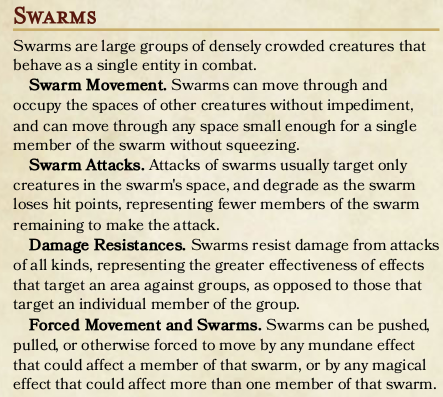 Swarms
Swarms are large groups of densely crowded creatures that
behave as a single entity in combat.
Swarm Movement. Swarms can move through and
occupy the spaces of other creatures without impediment,
and can move through any space small enough for a single
member of the swarm without squeezing.
Swarm Attacks. Attacks of swarms usually target only
creatures in the swarm's space, and degrade as the swarm
loses hit points, representing fewer members of the swarm
remaining to make the attack.
Damage Resistances. Swarms resist damage from attacks
of all kinds, representing the greater effectiveness of effects
that target an area against groups, as opposed to those that
target an individual member of the group.
Forced Movement and Swarms. Swarms can be pushed,
pulled, or otherwise forced to move by any mundane effect
that could affect a member of that swarm, or by any magical
effect that could affect more than one member of that swarm.